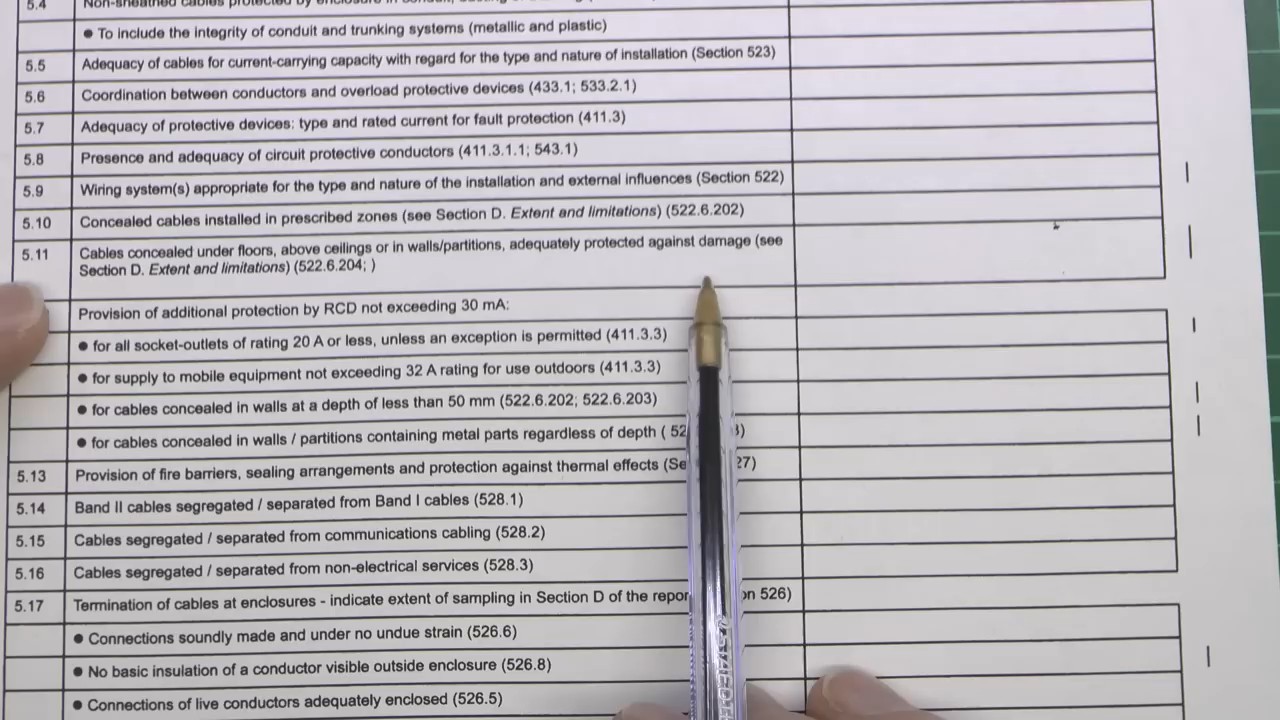 5.4 Non-sheathed cables protected by enclosure in conduit,
● To include the integrity of conduit and trunking systems (metallic and plastic)
5.5 Adequacy of cables for current-carrying capacity with regard for the type and nature of installation (Section 523)
5.6 Coordination between conductors and overload protective devices (433.1; 533.2.1)
5.7 Adequacy of protective devices: type and rated current for fault protection (411.3)
5.8 Presence and adequacy of circuit protective conductors (411.3.1.1; 543.1)
5.9 Wiring system(s) appropriate for the type and nature of the installation and external influences (Section 522)
5.10 Concealed cables installed in prescribed zones (see Section D. Extent and limitations) (522.6.202)
5.11 Cables concealed under floors, above ceilings or in walls/partitions, adequately protected against damage (see
Section D. Extent and limitations) (522.6.204; )
Provision of additional protection by RCD not exceeding 30 mA:
● for all socket-outlets of rating 20 A or less, unless an exception is permitted (411.3.3)
● for supply to mobile equipment not exceeding 32 A rating for use outdoors (411.3.3)
● for cables concealed in walls at a depth of less than 50 mm (522.6.202; 522.6.203)
● for cables concealed in walls / partitions containing metal parts regardless of depth ( 52 3)
5.13 Provision of fire barriers, sealing arrangements and protection against thermal effects (Se 27)
5.14 Band II cables segregated / separated from Band I cables (528.1)
5.15 Cables segregated / separated from communications cabling (528.2)
5.16 Cables segregated / separated from non-electrical services (528.3)
5.17 Termination of cables at enclosures - indicate extent of sampling in Section D of the repor on 526)
● Connections soundly made and under no undue strain (526.6)
● No basic insulation of a conductor visible outside enclosure (526.8)
● Connections of live conductors adequately enclosed (526.5)